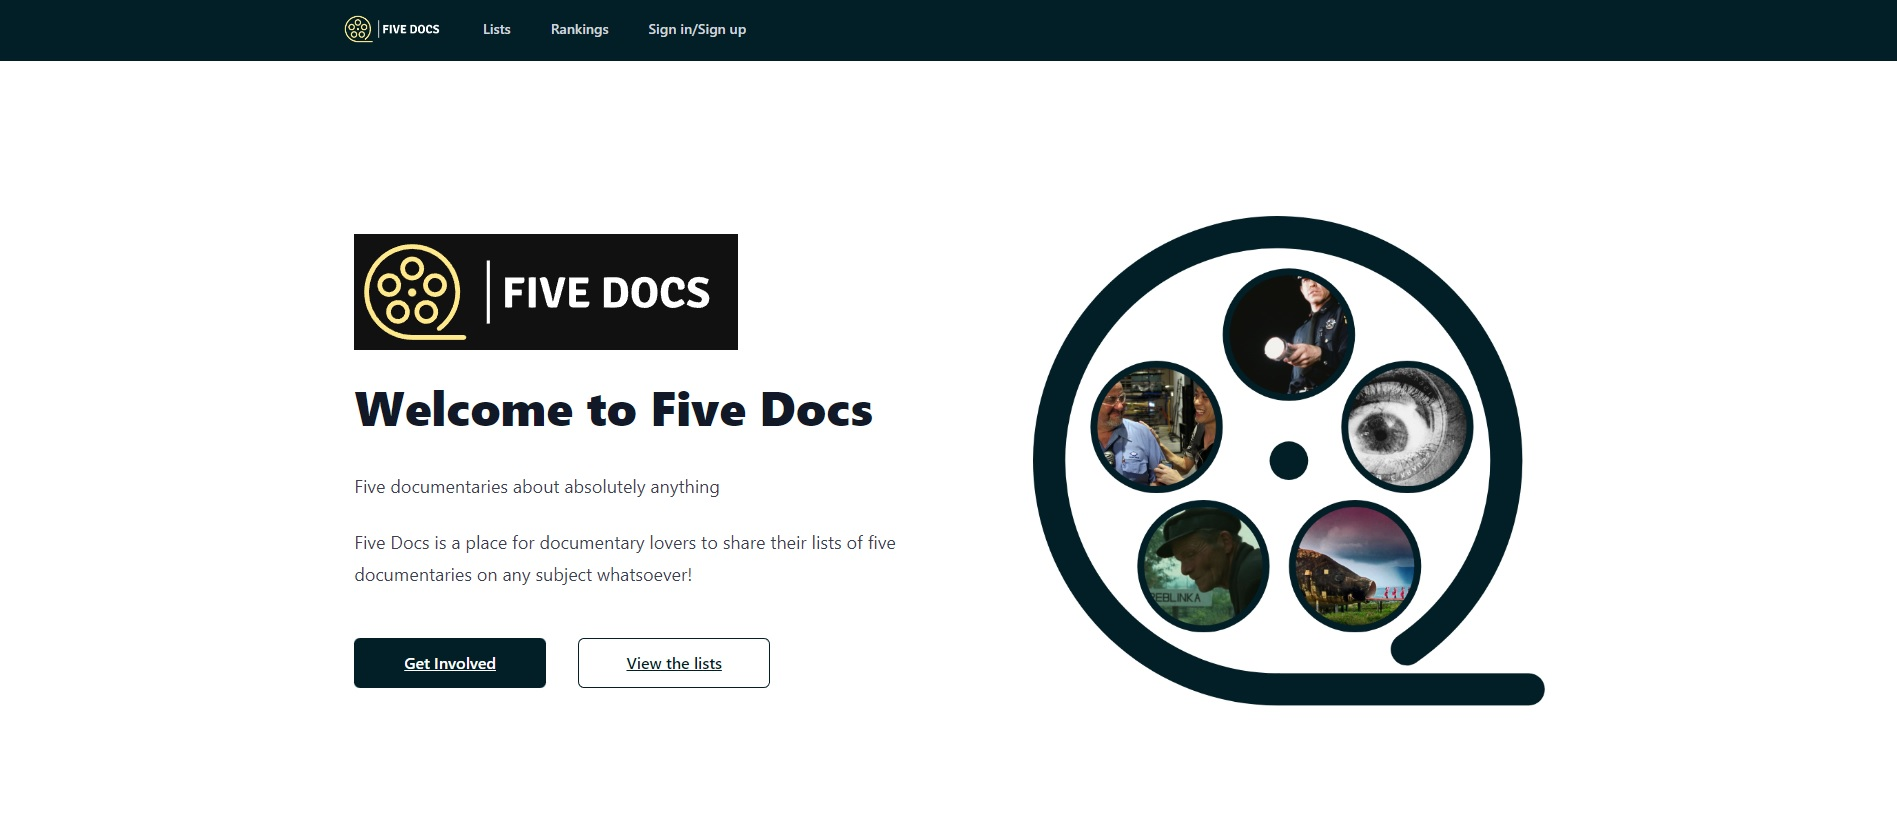 FIVE DOCS
Lists
Rankings
Sign in/Sign up
FIVE DOCS
Welcome to Five Docs
Five documentaries about absolutely anything
Five Docs is a place for documentary lovers to share their lists of five
documentaries on any subject whatsoever!
Get Involved
View the lists
REBLINKA